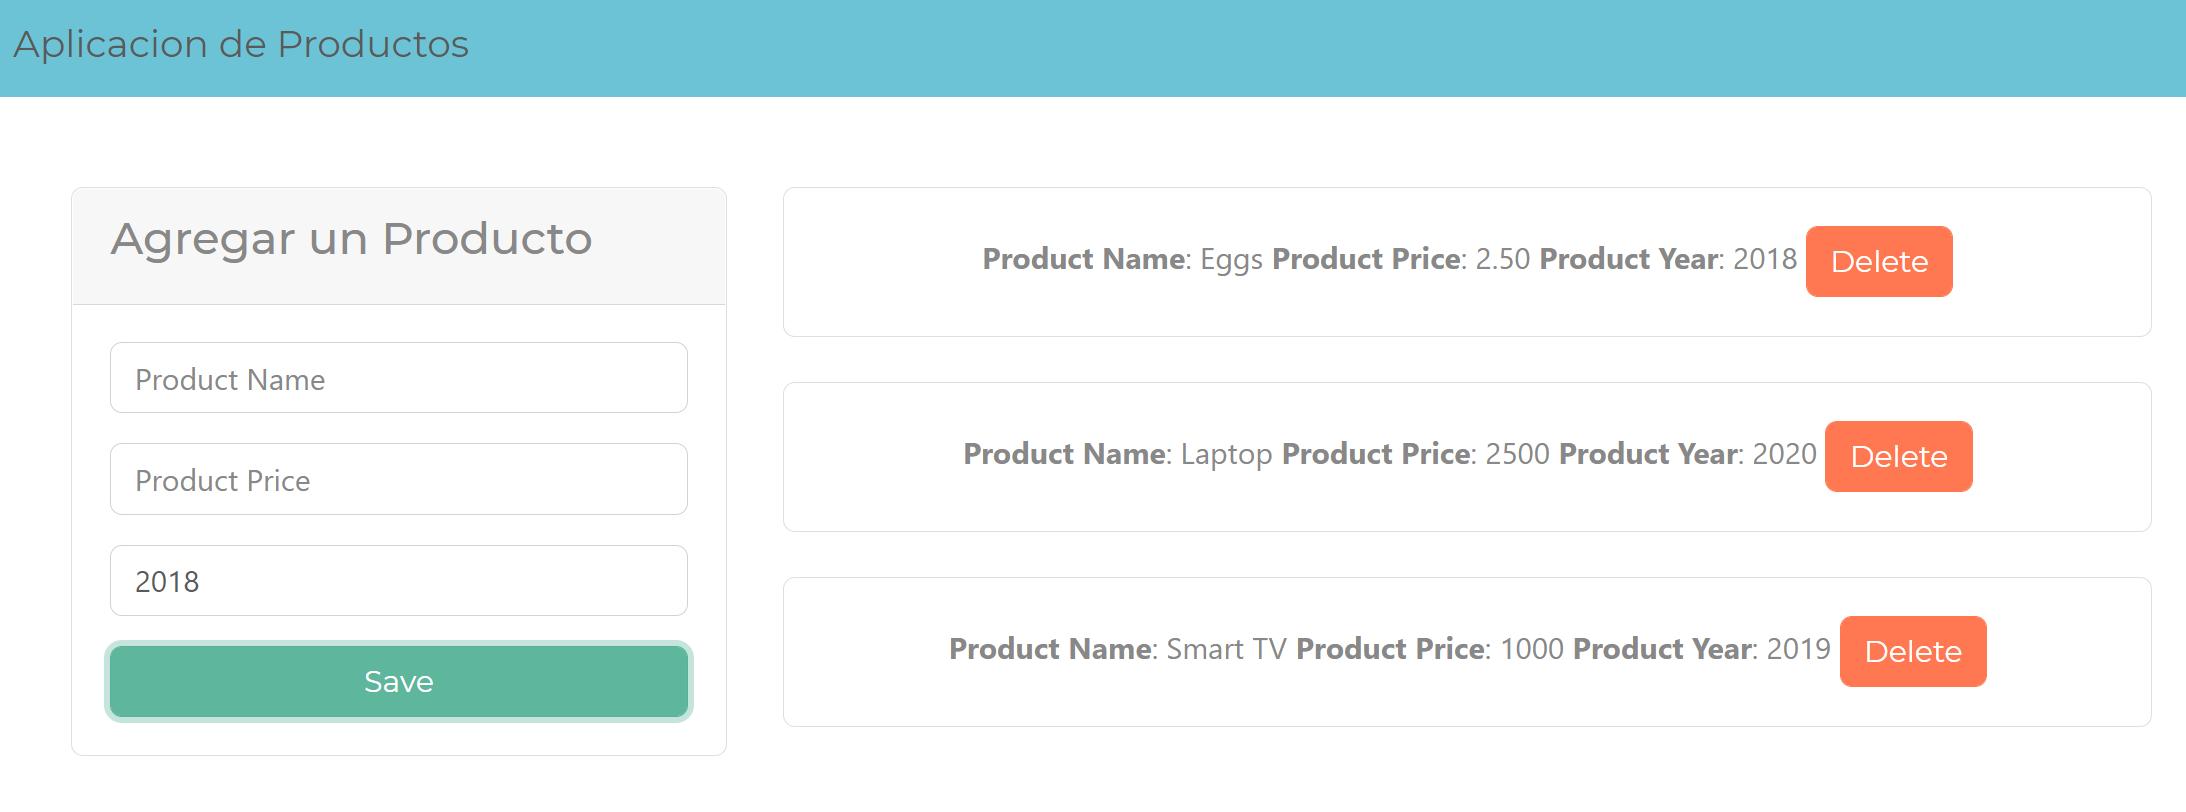 Aplicacion de Productos
Agregar un Producto
Product Name
Product Price
2018
Save
Product Name: Eggs Product Price: 2.50 Product Year: 2018 Delete
Product Name: Laptop Product Price: 2500 Product Year: 2020 Delete
Product Name: Smart TV Product Price: 1000 Product Year: 2019 Delete